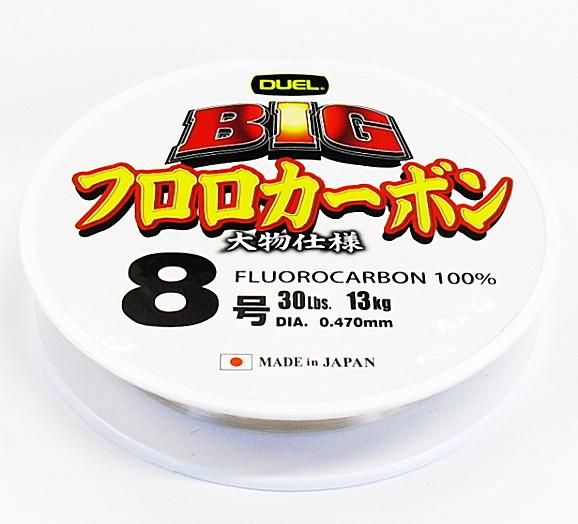 DUEL.
BIG
フロロカーボン
大物仕様
8号 FLUOROCARBON 100%
30Lbs. 13kg
DIA. 0.470mm
MADE in JAPAN